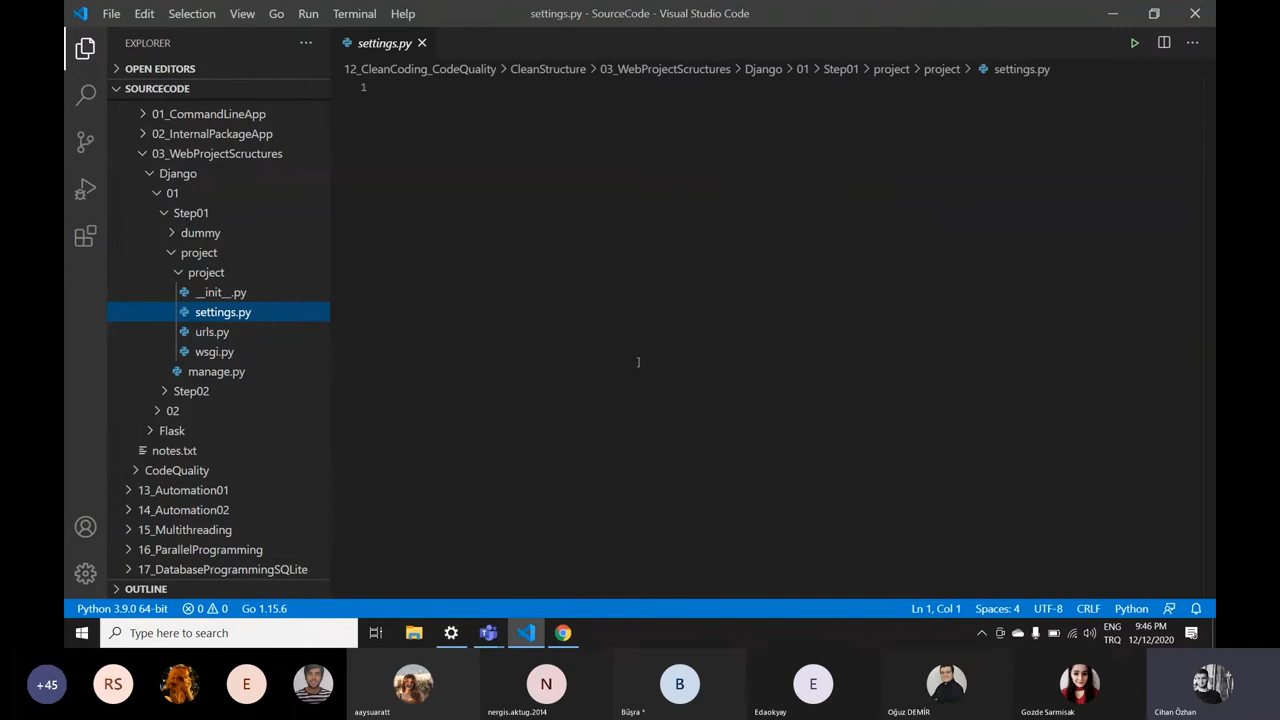 File Edit Selection View Go Run Terminal Help settings.py - SourceCode - Visual Studio Code
EXPLORER
OPEN EDITORS
SOURCECODE
01_CommandLineApp
02_InternalPackageApp
03_WebProjectScructures
Django
01
Step01
dummy
project
project
__init__.py
settings.py
urls.py
wsgi.py
manage.py
Step02
02
Flask
notes.txt
CodeQuality
13_Automation01
14_Automation02
15_Multithreading
16_ParallelProgramming
17_DatabaseProgrammingSQLite
OUTLINE
settings.py
12_CleanCoding_CodeQuality > CleanStructure > 03_WebProjectScructures > Django > 01 > Step01 > project > project > settings.py
1
Python 3.9.0 64-bit 0 0 Go 1.15.6 Ln 1, Col 1 Spaces: 4 UTF-8 CRLF Python
Type here to search
ENG 9:46 PM
TRQ 12/12/2020
+45 RS E N B E
aaysuaratt nergis.aktug.2014 Büşra * Edaokyay Oğuz DEMİR Gozde Sarmisak Cihan Özhan